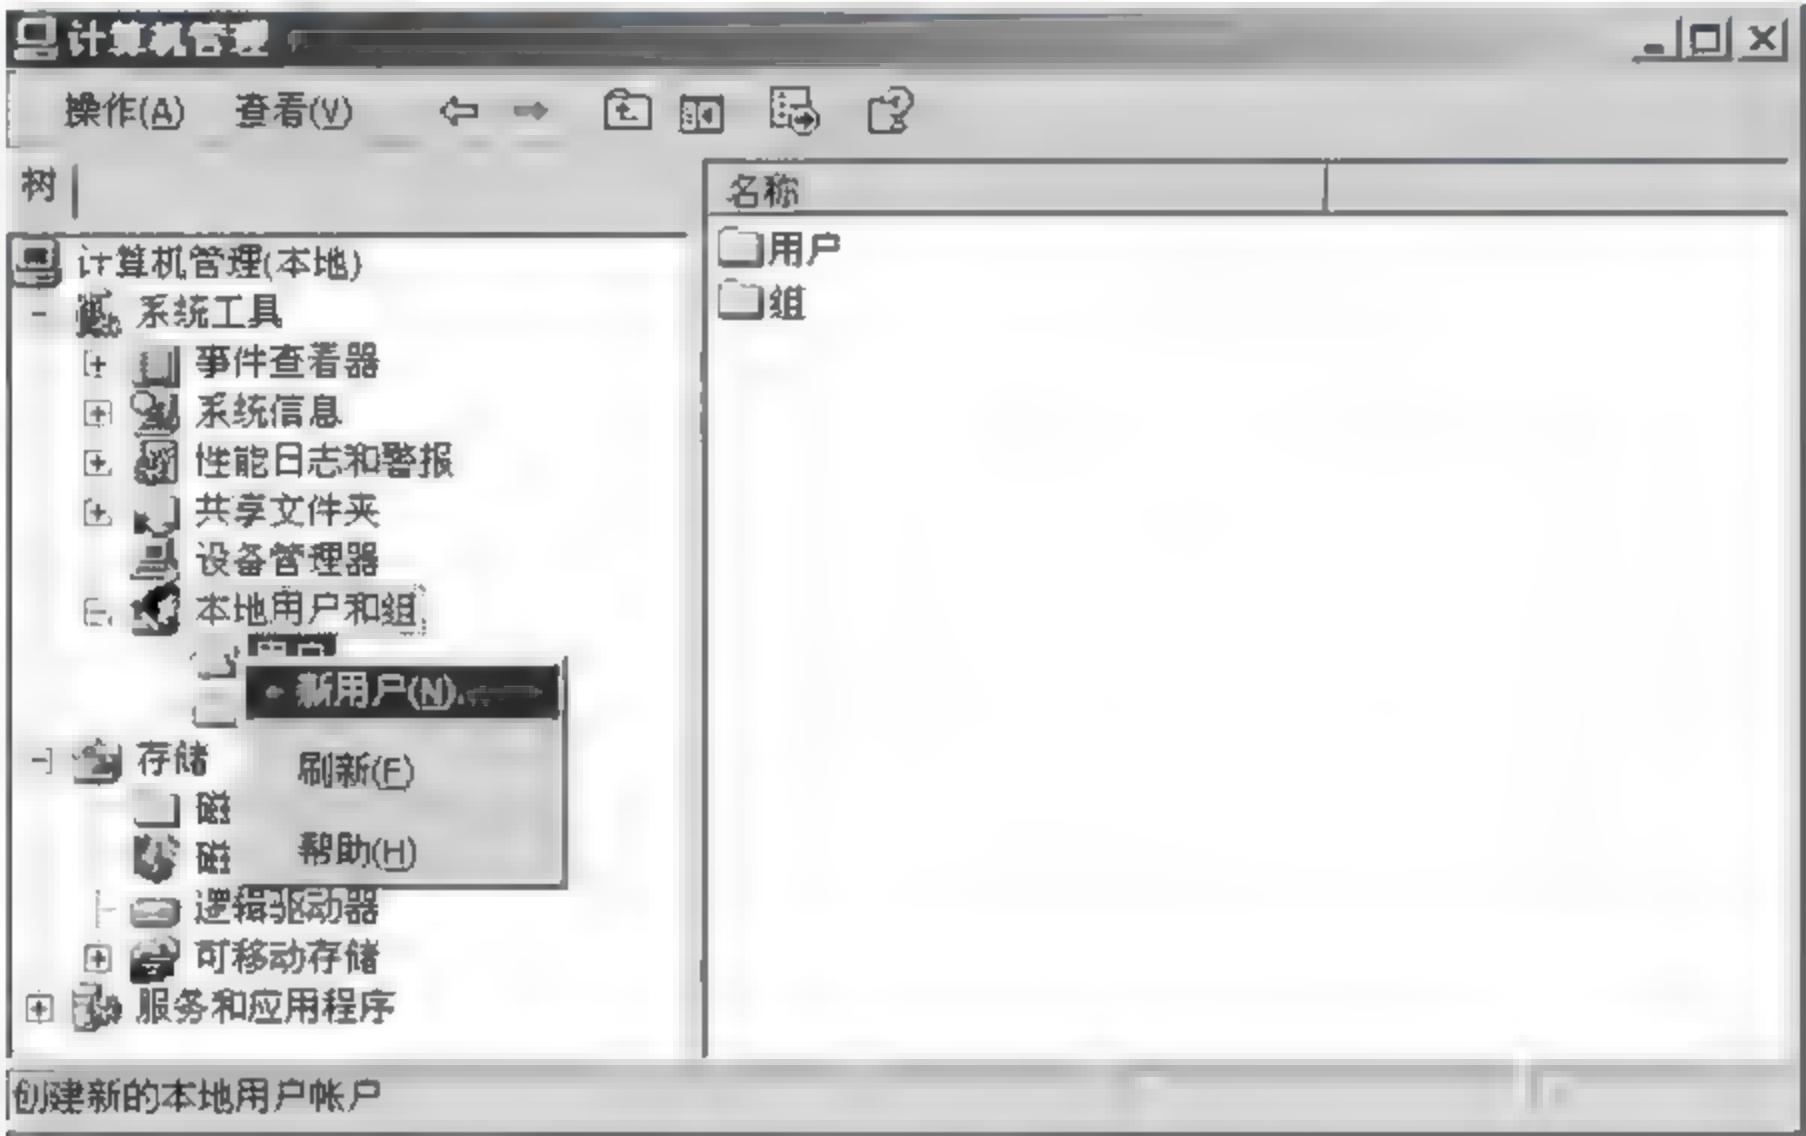 计算机管理
操作(A) 查看(V)
树
名称
计算机管理(本地)
系统工具
事件查看器
系统信息
性能日志和警报
共享文件夹
设备管理器
本地用户和组
用户
新用户(N)
刷新(F)
帮助(H)
存储
磁
磁
逻辑驱动器
可移动存储
服务和应用程序
用户
组
创建新的本地用户帐户